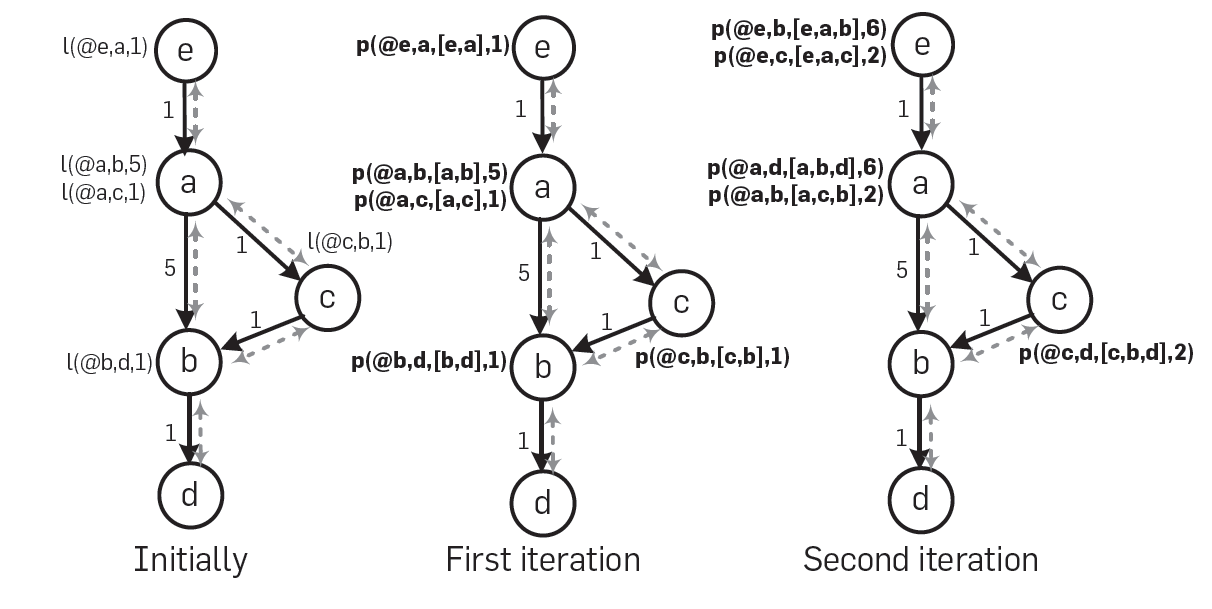 l(@e,a,1)
e
1
l(@a,b,5)
l(@a,c,1)
a
1
l(@c,b,1)
5
c
1
l(@b,d,1)
b
1
d
Initially
p(@e,a,[e,a],1)
e
1
p(@a,b,[a,b],5)
p(@a,c,[a,c],1)
a
1
5
c
1
p(@b,d,[b,d],1)
b
p(@c,b,[c,b],1)
1
d
First iteration
p(@e,b,[e,a,b],6)
p(@e,c,[e,a,c],2)
e
1
p(@a,d,[a,b,d],6)
p(@a,b,[a,c,b],2)
a
1
5
c
1
b
p(@c,d,[c,b,d],2)
1
d
Second iteration